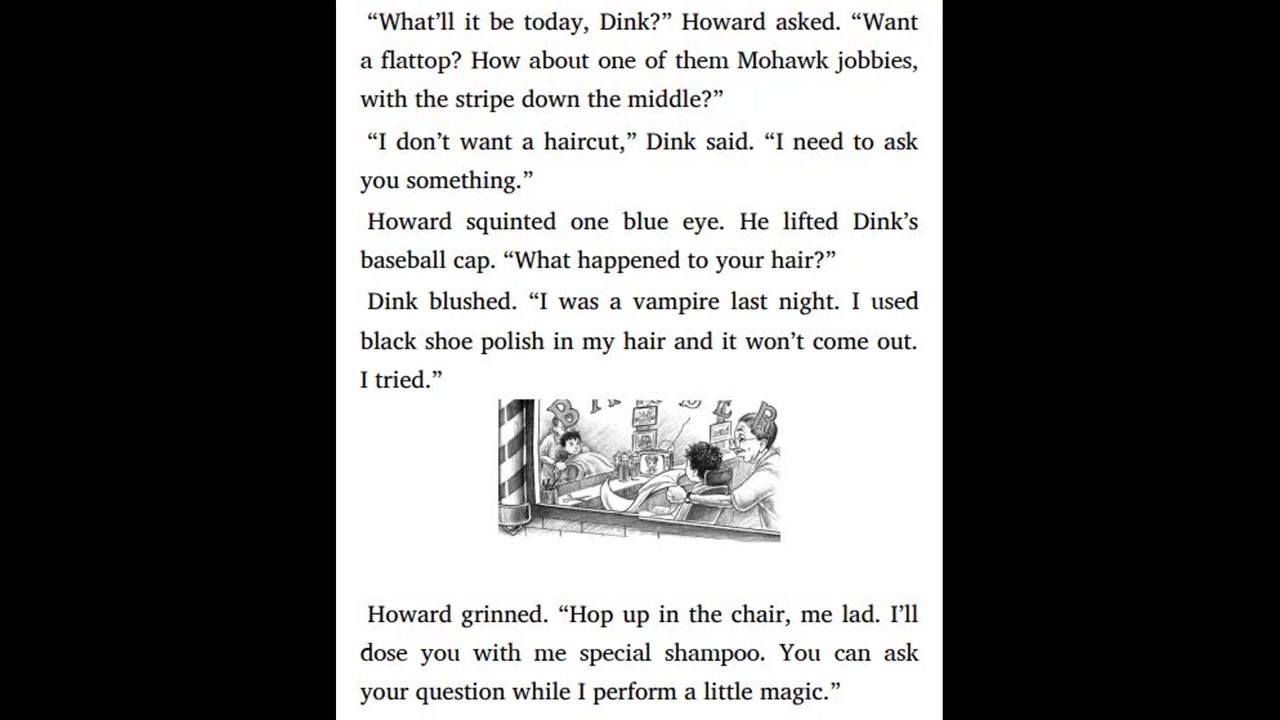 “What’ll it be today, Dink?” Howard asked. “Want
a flattop? How about one of them Mohawk jobbies,
with the stripe down the middle?”
“I don’t want a haircut,” Dink said. “I need to ask
you something.”
Howard squinted one blue eye. He lifted Dink’s
baseball cap. “What happened to your hair?”
Dink blushed. “I was a vampire last night. I used
black shoe polish in my hair and it won’t come out.
I tried.”
BARBER
Howard grinned. “Hop up in the chair, me lad. I’ll
dose you with me special shampoo. You can ask
your question while I perform a little magic.”